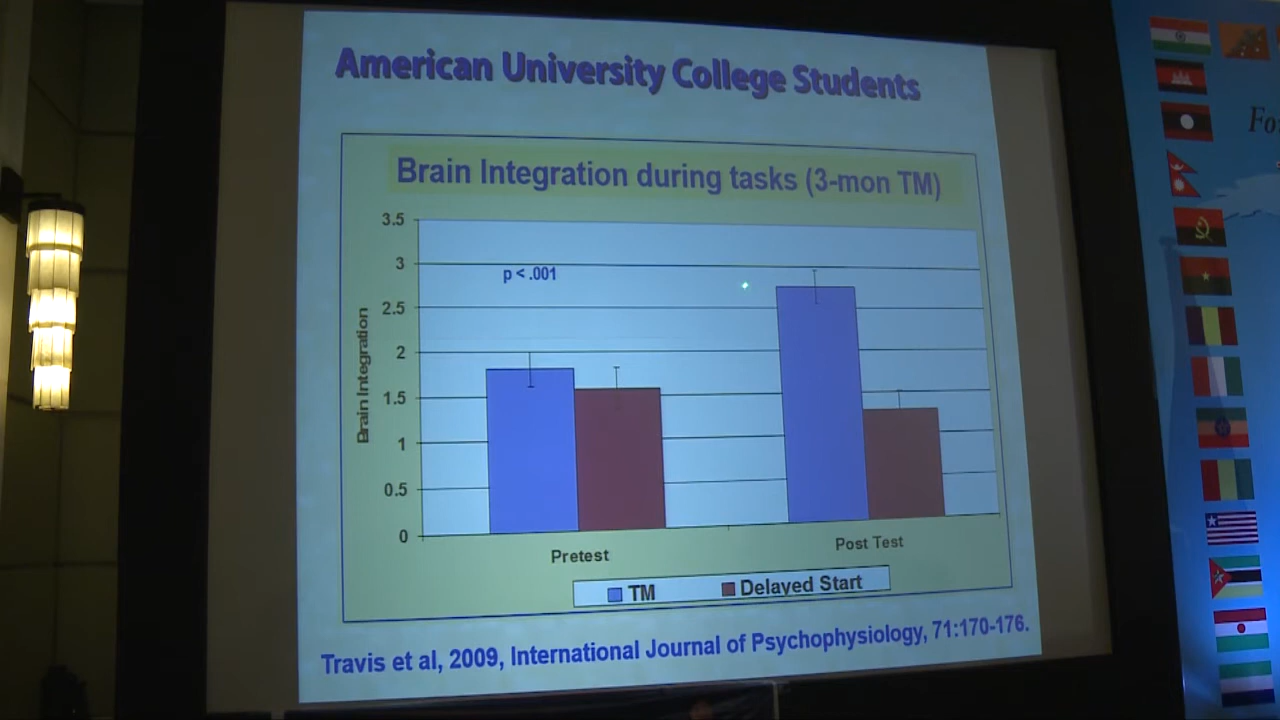 American University College Students
Brain Integration during tasks (3-mon TM)
3.5
3
2.5
2
1.5
1
0.5
0
Brain Integration
p < .001
Pretest
Post Test
TM
Delayed Start
Travis et al, 2009, International Journal of Psychophysiology, 71:170-176.